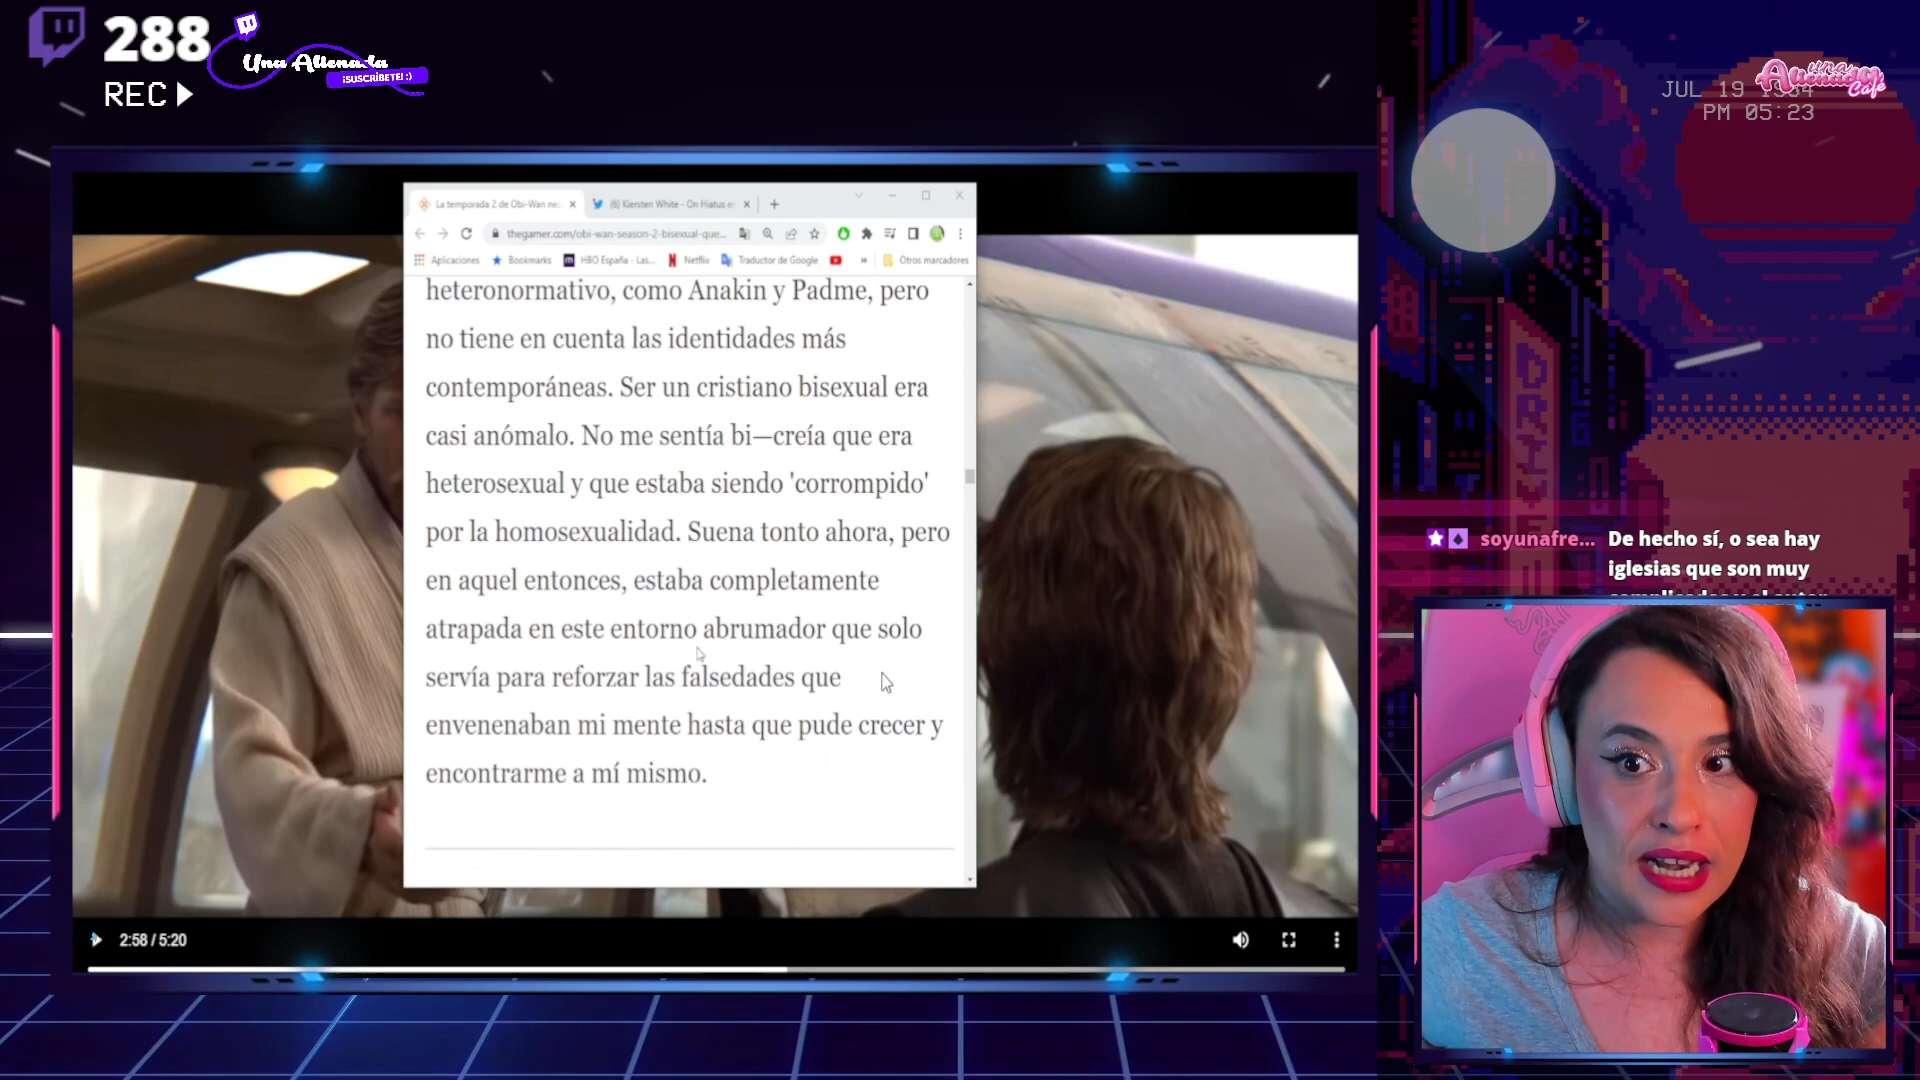 288
REC
Una Alienada
¡SUSCRÍBETE! :)
una Alienada Café
JUL 19 1984
PM 05:23
La temporada 2 de Obi-Wan ne
(6) Kiersten White - On Hiatus e
thegamer.com/obi-wan-season-2-bisexual-que...
Aplicaciones Bookmarks HBO España - Las... Netflix Traductor de Google » Otros marcadores
heteronormativo, como Anakin y Padme, pero
no tiene en cuenta las identidades más
contemporáneas. Ser un cristiano bisexual era
casi anómalo. No me sentía bi—creía que era
heterosexual y que estaba siendo 'corrompido'
por la homosexualidad. Suena tonto ahora, pero
en aquel entonces, estaba completamente
atrapada en este entorno abrumador que solo
servía para reforzar las falsedades que
envenenaban mi mente hasta que pude crecer y
encontrarme a mí mismo.
soyunafre... De hecho sí, o sea hay
iglesias que son muy
2:58 / 5:20